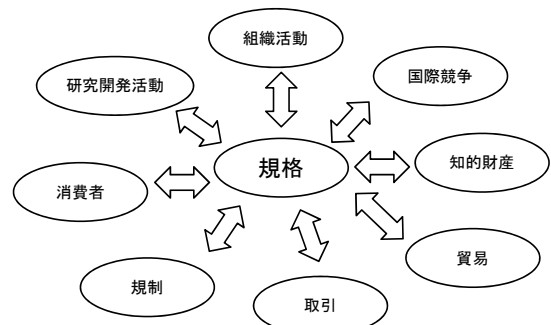 組織活動
国際競争
研究開発活動
知的財産
規格
消費者
貿易
規制
取引